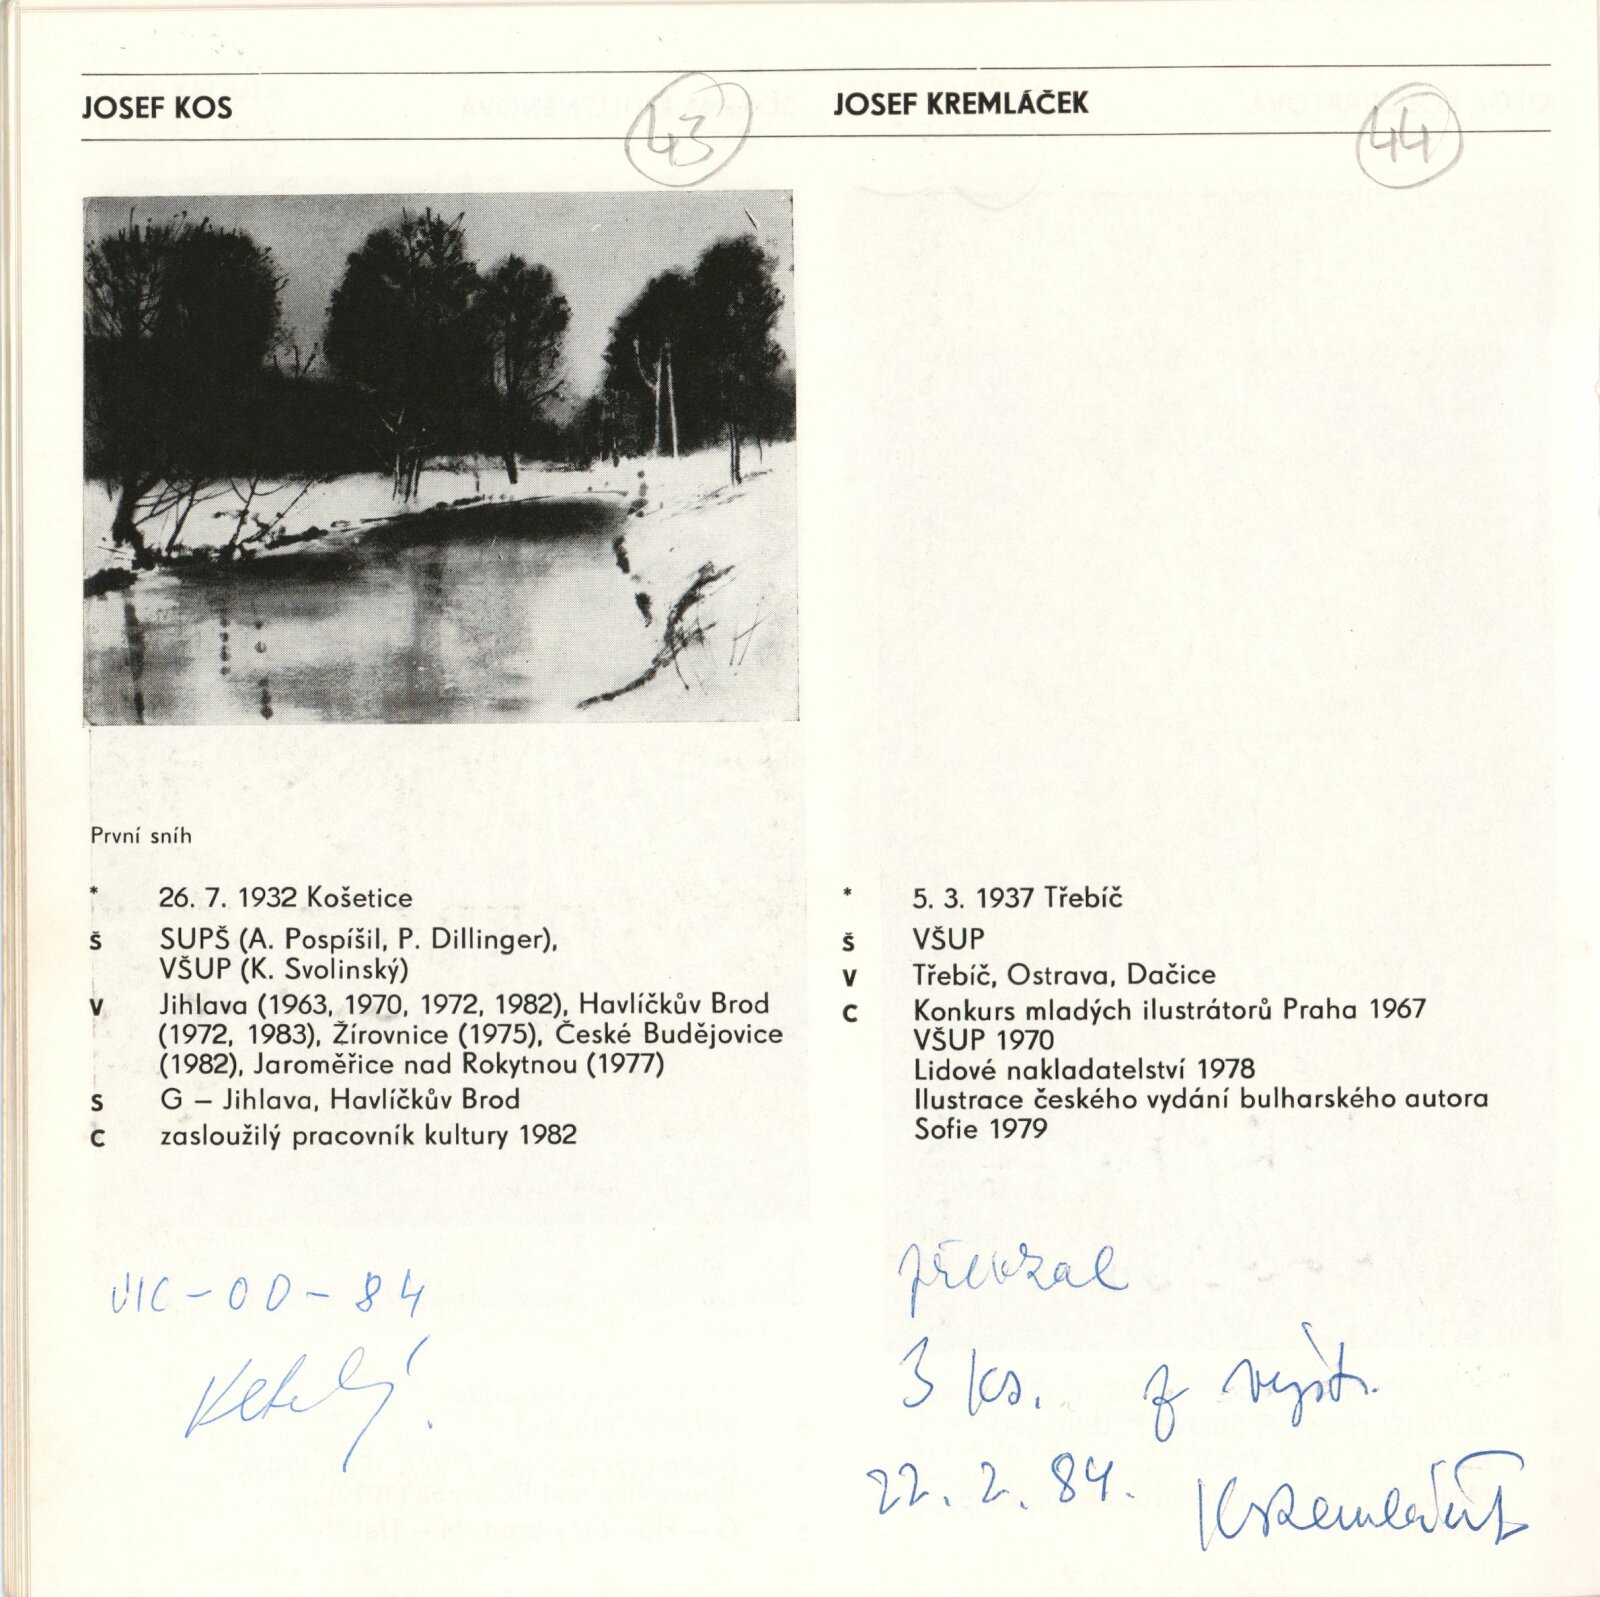 JOSEF KOS
43
První sníh
* 26. 7. 1932 Košetice
Š SUPŠ (A. Pospíšil, P. Dillinger),
VŠUP (K. Svolinský)
V Jihlava (1963, 1970, 1972, 1982), Havlíčkův Brod
(1972, 1983), Žírovnice (1975), České Budějovice
(1982), Jaroměřice nad Rokytnou (1977)
S G – Jihlava, Havlíčkův Brod
C zasloužilý pracovník kultury 1982
– 84
JOSEF KREMLÁČEK
44
* 5. 3. 1937 Třebíč
Š VŠUP
V Třebíč, Ostrava, Dačice
C Konkurs mladých ilustrátorů Praha 1967
VŠUP 1970
Lidové nakladatelství 1978
Ilustrace českého vydání bulharského autora
Sofie 1979
převzal
3 ks. z výst.
22. 2. 84. Kremláček